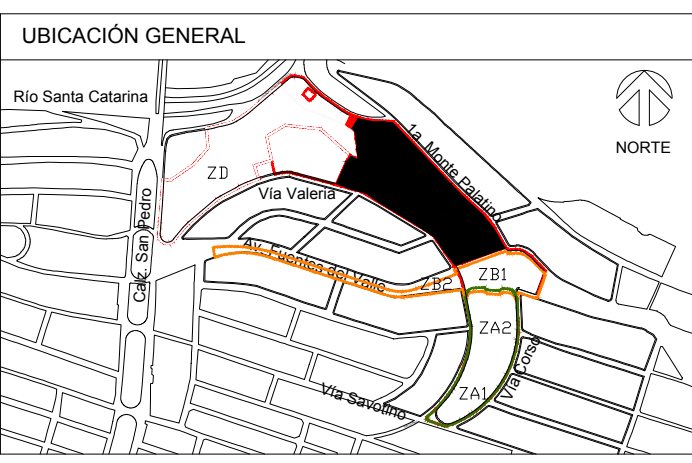 UBICACIÓN GENERAL
Río Santa Catarina
NORTE
1a. Monte Palatino
ZD
Vía Valeria
Calz. San Pedro
Av. Fuentes del Valle
ZB2
ZB1
ZA2
Vía Corso
ZA1
Vía Savotino